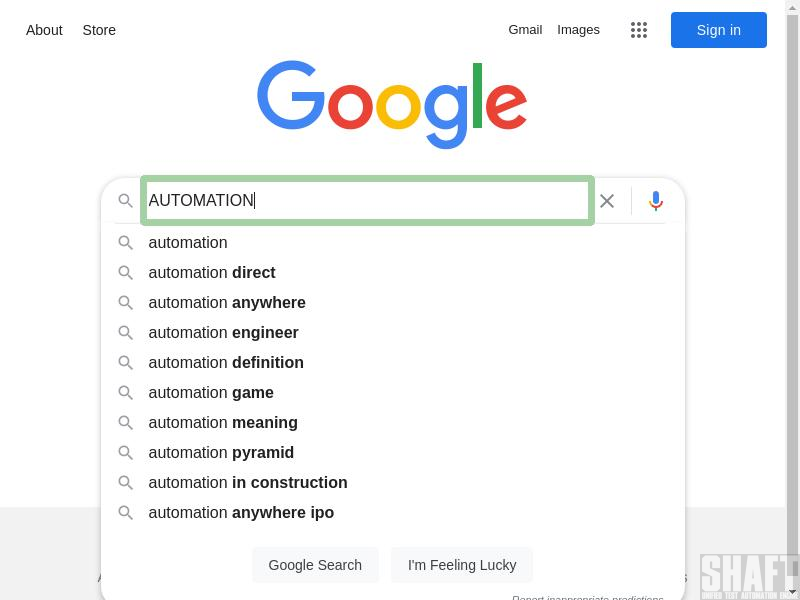 About Store Gmail Images Sign in
Google
AUTOMATION
automation
automation direct
automation anywhere
automation engineer
automation definition
automation game
automation meaning
automation pyramid
automation in construction
automation anywhere ipo
Google Search I'm Feeling Lucky
Report inappropriate predictions
SHAFT